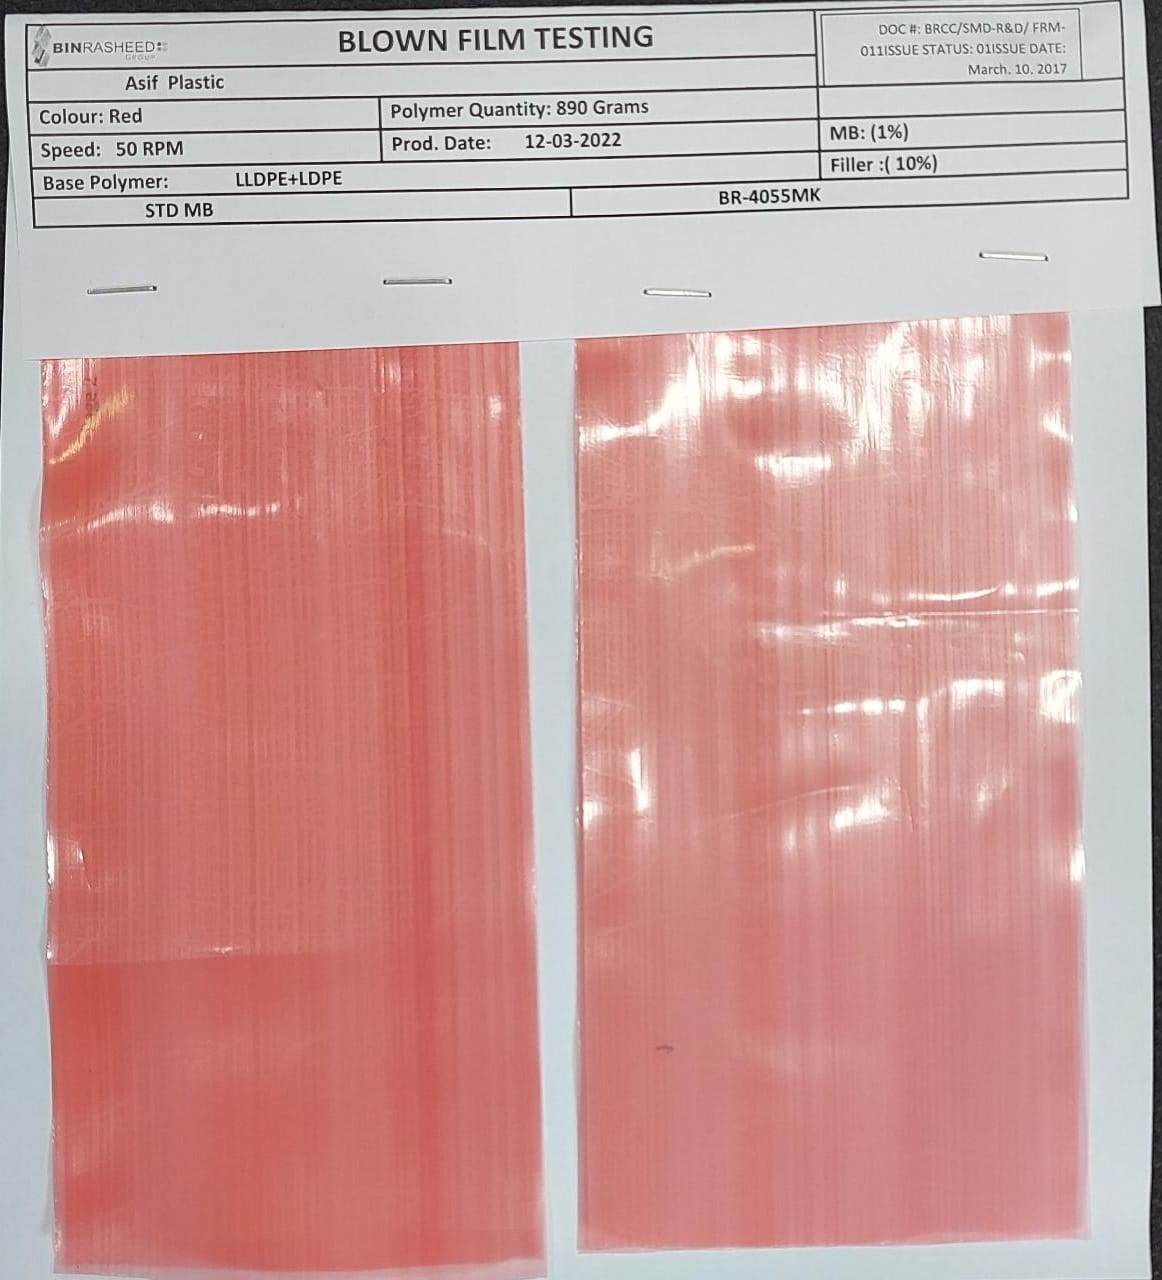 BINRASHEED
GROUP
BLOWN FILM TESTING
DOC #: BRCC/SMD-R&D/ FRM-
011ISSUE STATUS: 01ISSUE DATE:
March. 10. 2017
Asif Plastic
Colour: Red
Polymer Quantity: 890 Grams
Speed: 50 RPM
Prod. Date: 12-03-2022
MB: (1%)
Base Polymer: LLDPE+LDPE
Filler :( 10%)
STD MB
BR-4055MK